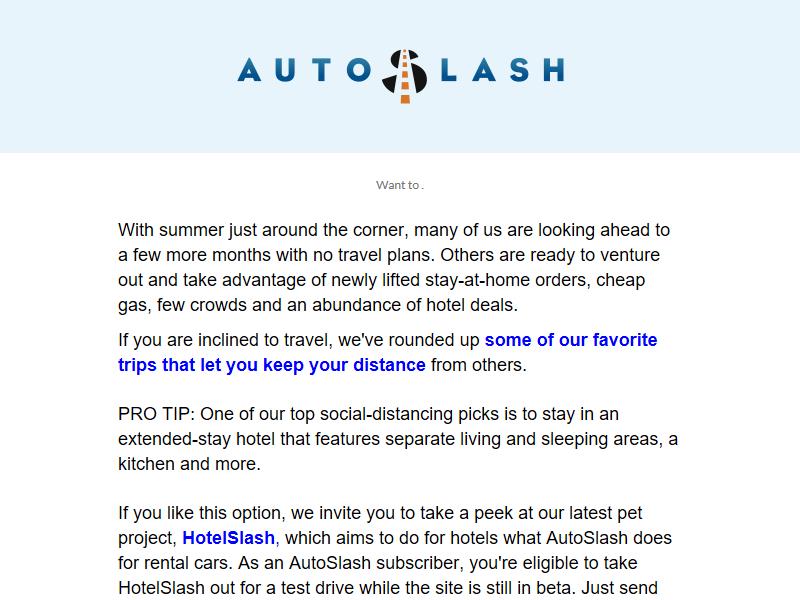 AUTOSLASH
Want to .
With summer just around the corner, many of us are looking ahead to
a few more months with no travel plans. Others are ready to venture
out and take advantage of newly lifted stay-at-home orders, cheap
gas, few crowds and an abundance of hotel deals.
If you are inclined to travel, we've rounded up some of our favorite
trips that let you keep your distance from others.
PRO TIP: One of our top social-distancing picks is to stay in an
extended-stay hotel that features separate living and sleeping areas, a
kitchen and more.
If you like this option, we invite you to take a peek at our latest pet
project, HotelSlash, which aims to do for hotels what AutoSlash does
for rental cars. As an AutoSlash subscriber, you're eligible to take
HotelSlash out for a test drive while the site is still in beta. Just send